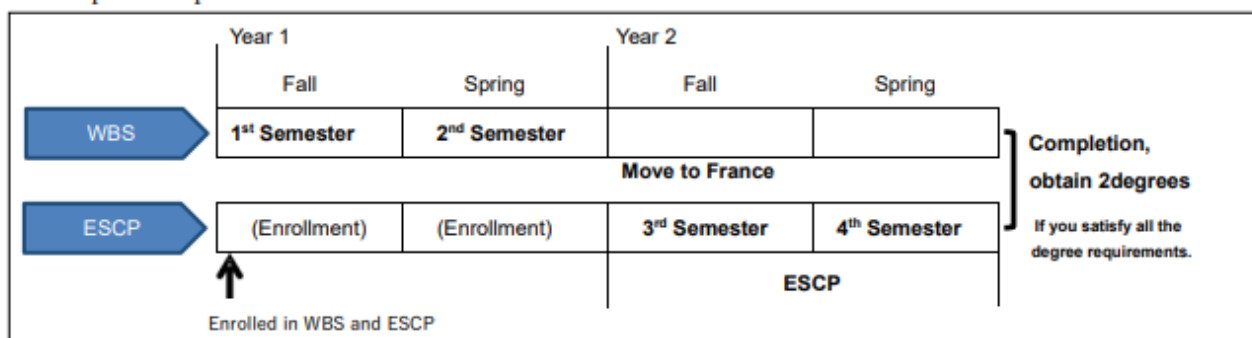 Year 1 Year 2
Fall Spring Fall Spring
WBS 1st Semester 2nd Semester
Completion,
Move to France
obtain 2degrees
ESCP (Enrollment) (Enrollment) 3rd Semester 4th Semester
If you satisfy all the
degree requirements.
ESCP
Enrolled in WBS and ESCP